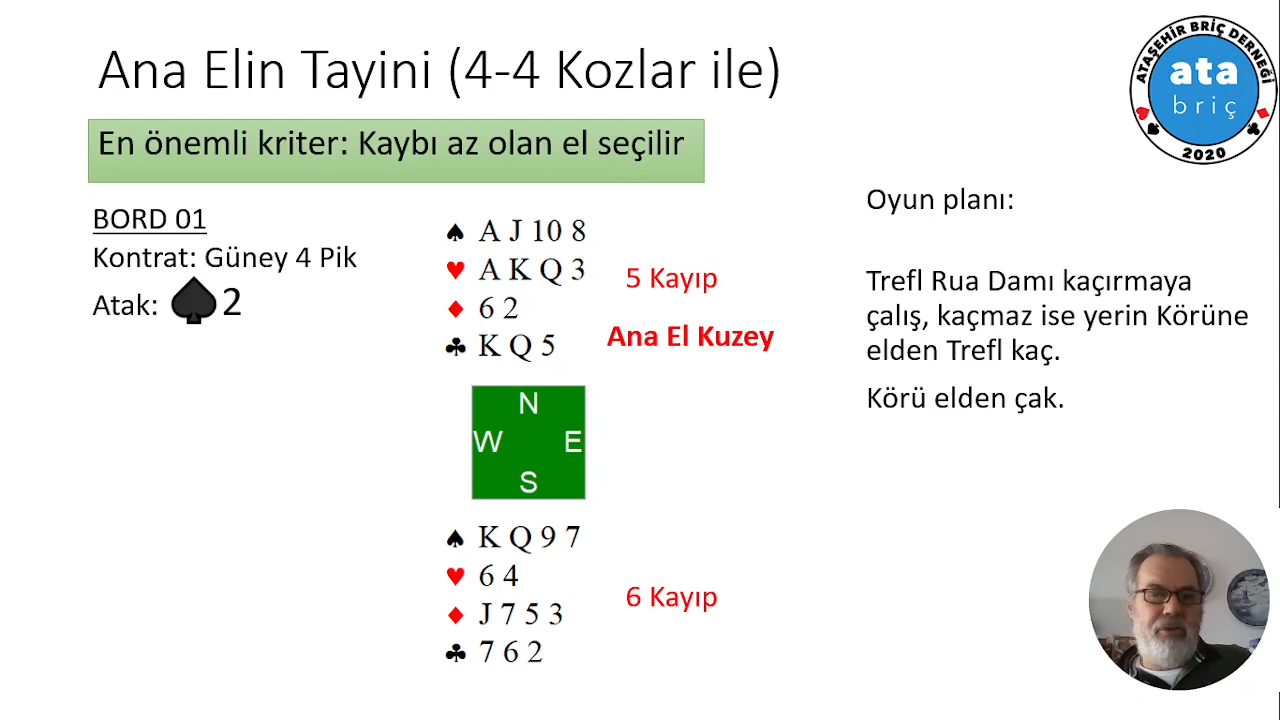 Ana Elin Tayini (4-4 Kozlar ile)
ATAŞEHİR BRİÇ DERNEĞİ
ata
briç
2020
En önemli kriter: Kaybı az olan el seçilir
BORD 01
Kontrat: Güney 4 Pik
Atak: ♠2
♠ A J 10 8
♥ A K Q 3
♦ 6 2
♣ K Q 5
5 Kayıp
Ana El Kuzey
N
W E
S
♠ K Q 9 7
♥ 6 4
♦ J 7 5 3
♣ 7 6 2
6 Kayıp
Oyun planı:
Trefl Rua Damı kaçırmaya
çalış, kaçmaz ise yerin Körüne
elden Trefl kaç.
Körü elden çak.